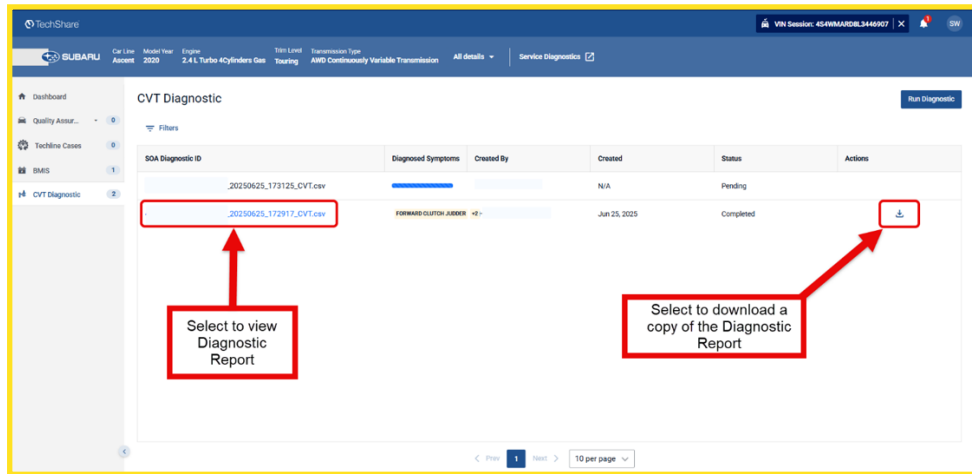 TechShare
VIN Session: 4S4WMARD8L3446907
SW
SUBARU
Car Line Model Year Engine Trim Level Transmission Type
Ascent 2020 2.4 L Turbo 4Cylinders Gas Touring AWD Continuously Variable Transmission All details Service Diagnostics
Dashboard
Quality Assur... 0
Techline Cases 0
BMIS 1
CVT Diagnostic 2
CVT Diagnostic
Run Diagnostic
Filters
SOA Diagnostic ID Diagnosed Symptoms Created By Created Status Actions
_20250625_173125_CVT.csv N/A Pending
_20250625_172917_CVT.csv FORWARD CLUTCH JUDDER +2 > Jun 25, 2025 Completed
Select to view
Diagnostic
Report
Select to download a
copy of the Diagnostic
Report
< Prev 1 Next > 10 per page